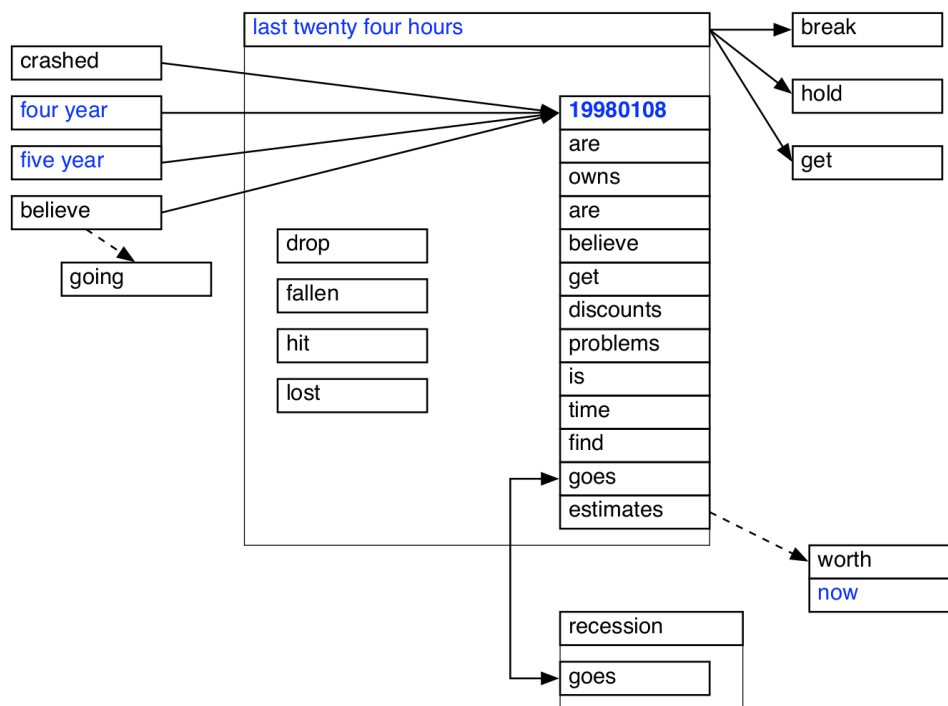 last twenty four hours
break
crashed
hold
four year
19980108
five year
are
get
owns
believe
are
drop
believe
going
get
fallen
discounts
hit
problems
is
lost
time
find
goes
estimates
worth
now
recession
goes